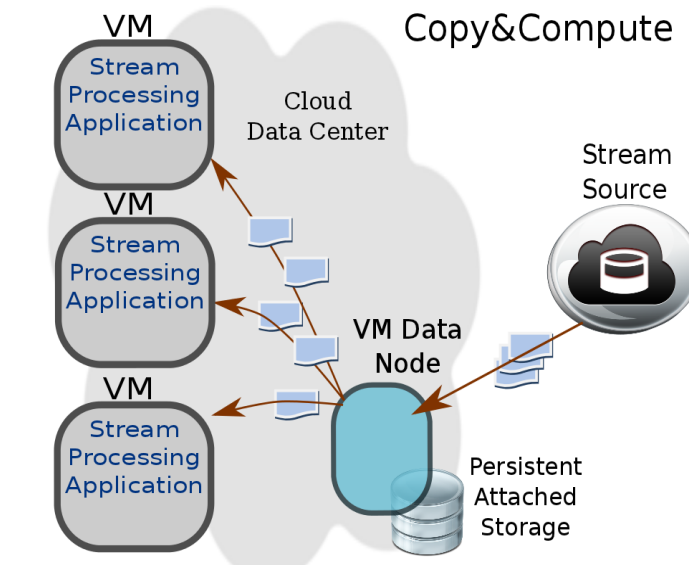 Copy&Compute
VM
Stream
Processing
Application
Cloud
Data Center
Stream
Source
VM
Stream
Processing
Application
VM Data
Node
VM
Stream
Processing
Application
Persistent
Attached
Storage